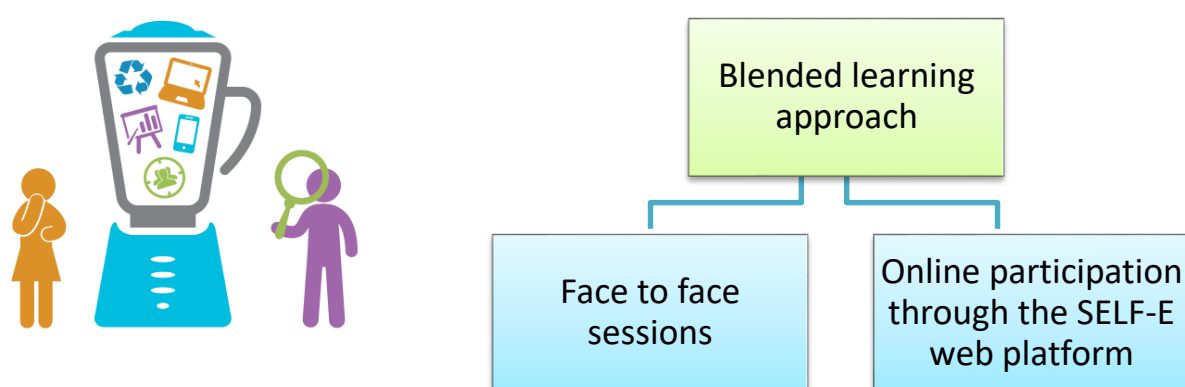 Blended learning
approach
Face to face
sessions
Online participation
through the SELF-E
web platform